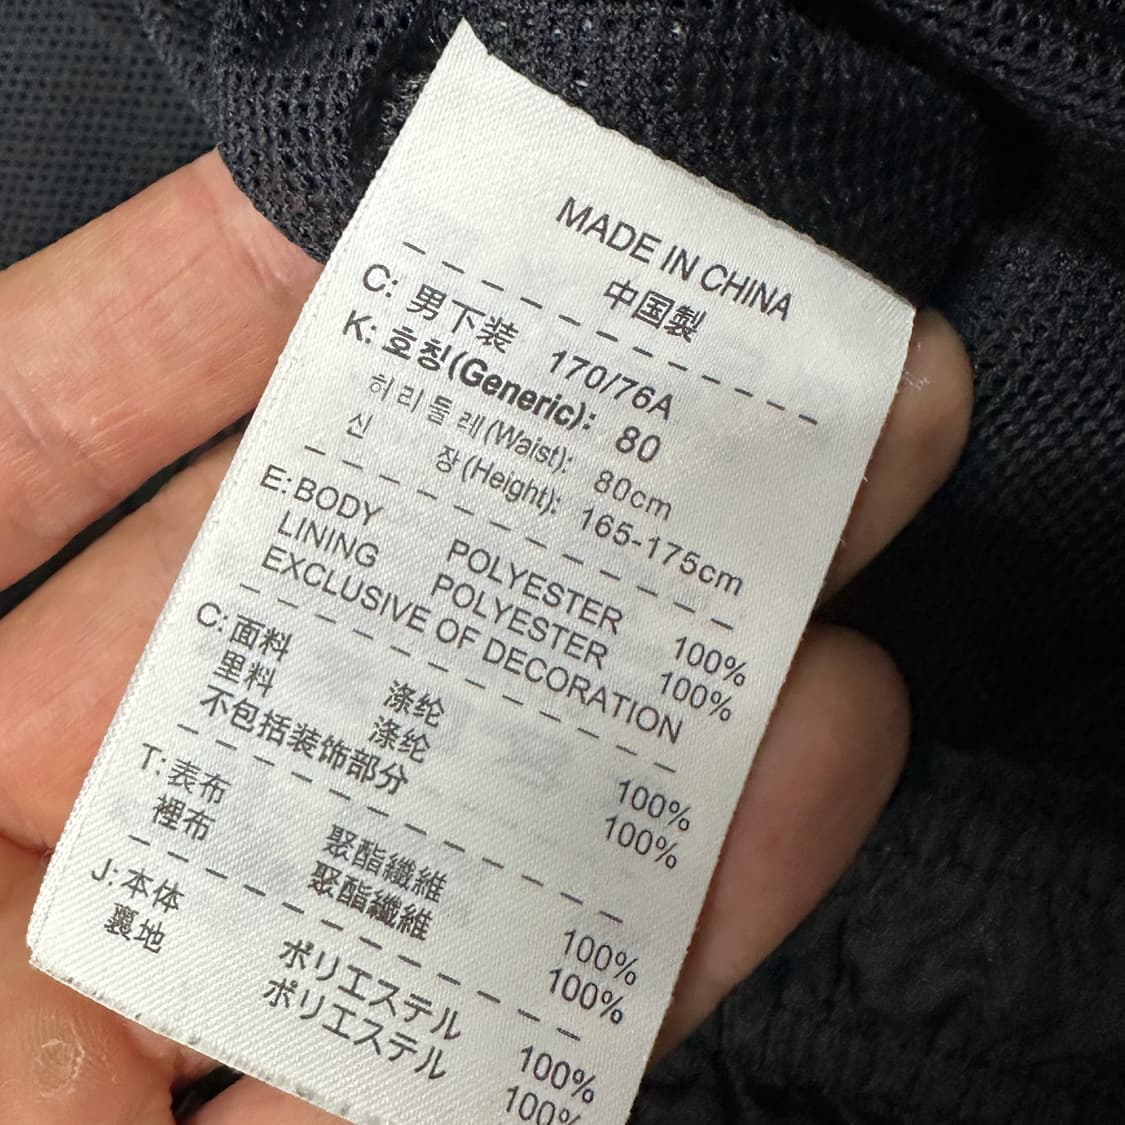 MADE IN CHINA
中国製
C: 男下装 170/76A
K: 호칭(Generic): 80
허리둘레(Waist): 80cm
신 장(Height): 165-175cm
E: BODY POLYESTER 100%
LINING POLYESTER 100%
EXCLUSIVE OF DECORATION
C: 面料 涤纶 100%
里料 涤纶 100%
不包括装饰部分
T: 表布 聚酯纖維 100%
裡布 聚酯纖維 100%
J: 本体 ポリエステル 100%
裏地 ポリエステル 100%